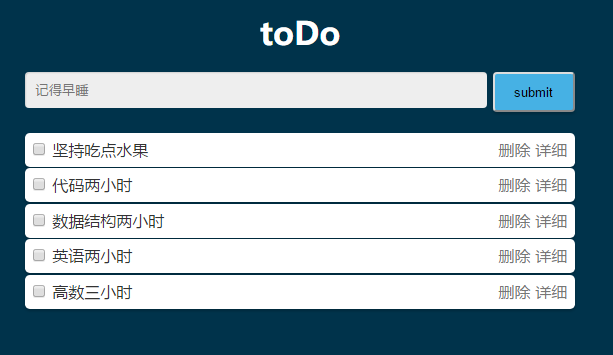 toDo
记得早睡 submit
坚持吃点水果 删除 详细
代码两小时 删除 详细
数据结构两小时 删除 详细
英语两小时 删除 详细
高数三小时 删除 详细